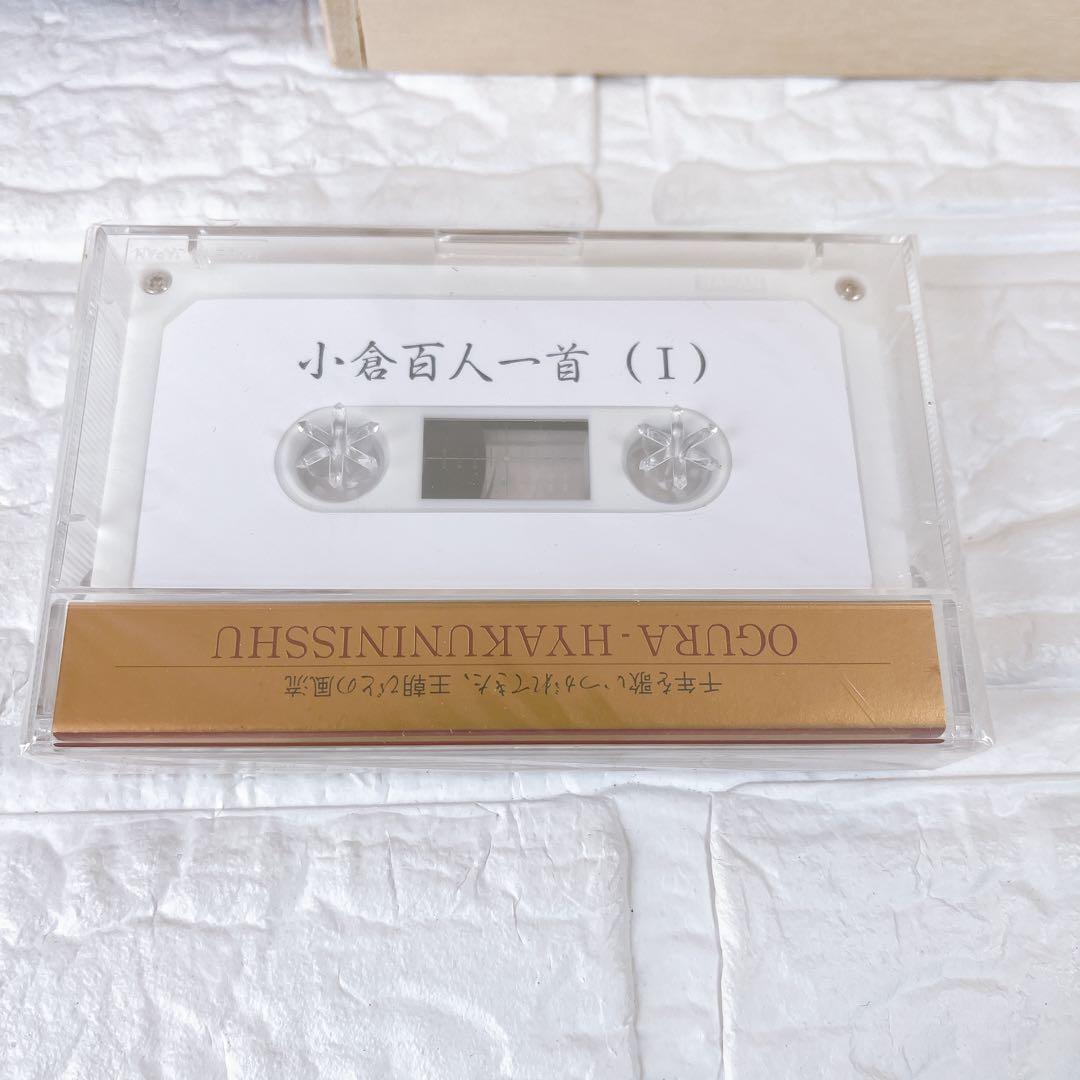 小倉百人一首（Ⅰ）
OGURA-HYAKUNINISSHU
千年を歌いつがれてきた、王朝びとの風流